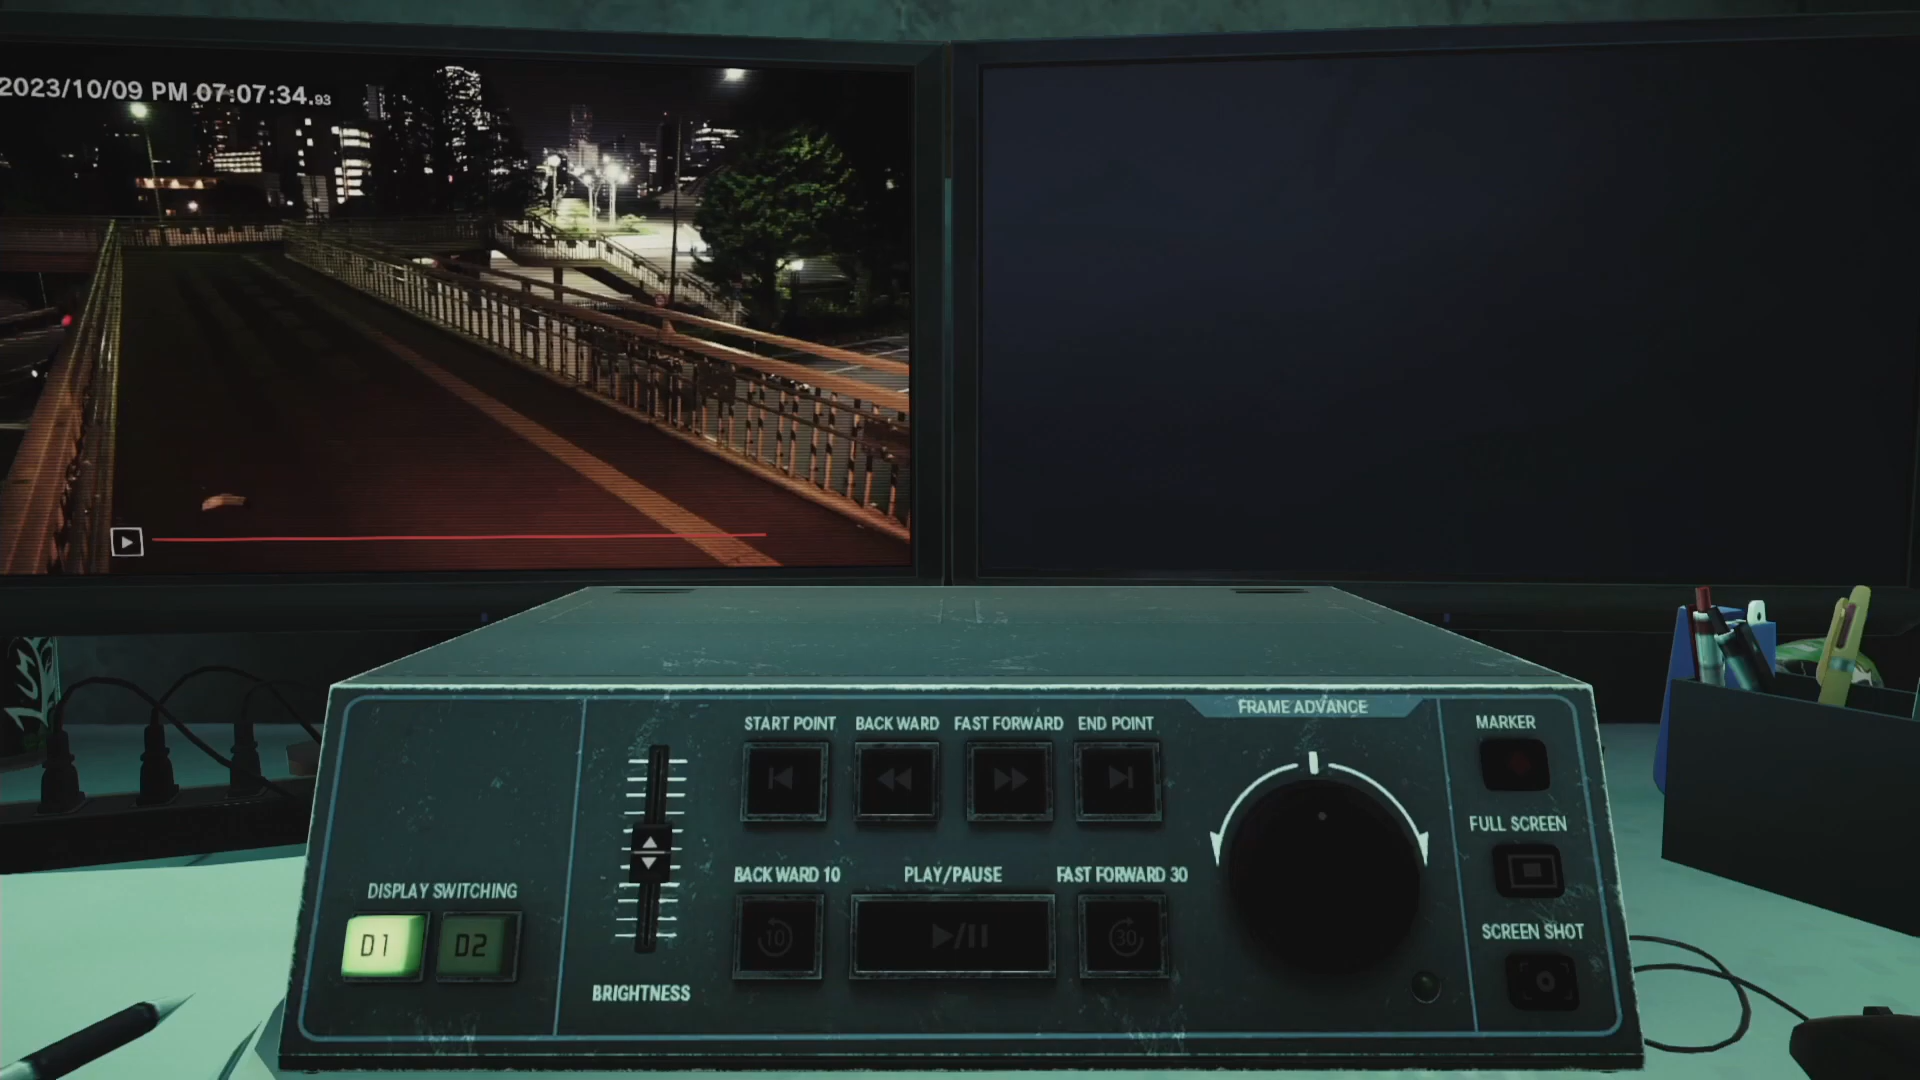 2023/10/09 PM 07:07:34.93
START POINT
BACK WARD
FAST FORWARD
END POINT
FRAME ADVANCE
MARKER
FULL SCREEN
BACK WARD 10
PLAY/PAUSE
FAST FORWARD 30
DISPLAY SWITCHING
SCREEN SHOT
D1
D2
10
30
BRIGHTNESS